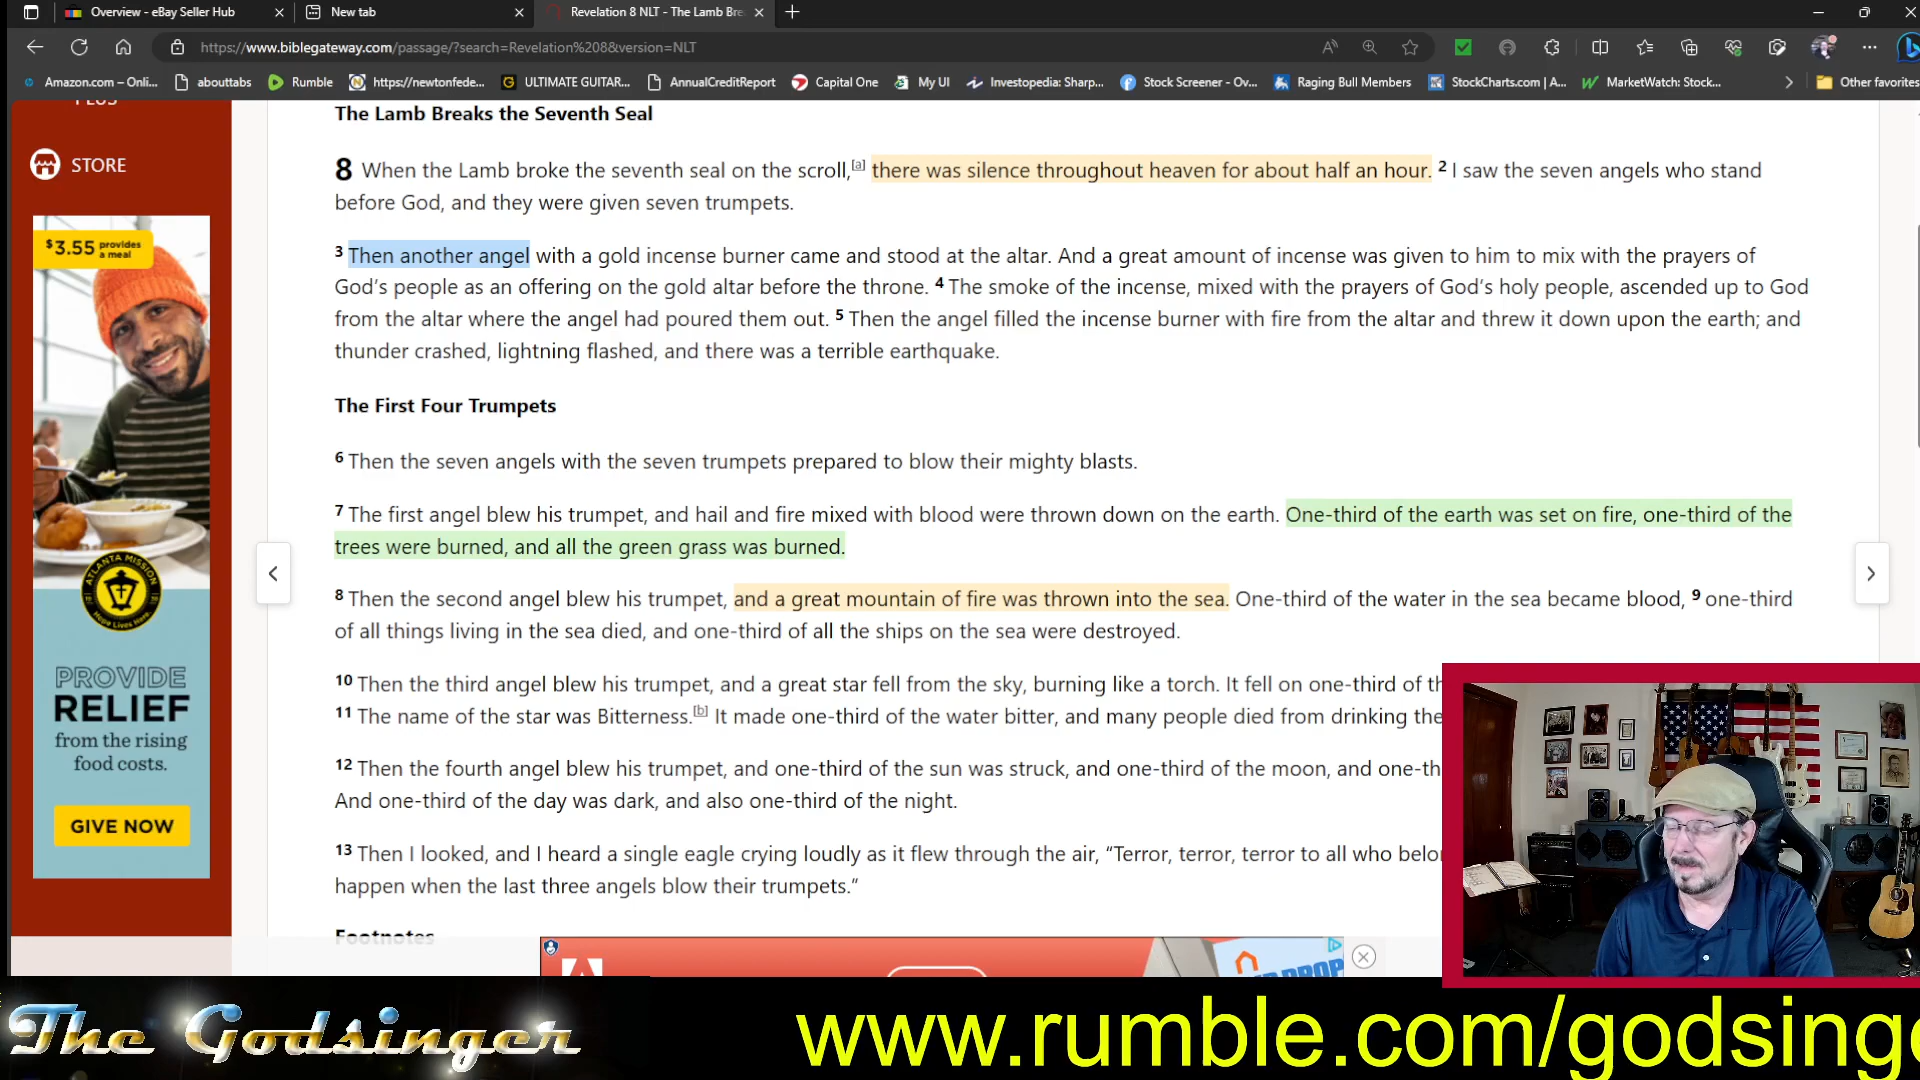 Overview - eBay Seller Hub
New tab
Revelation 8 NLT - The Lamb Bre
https://www.biblegateway.com/passage/?search=Revelation%208&version=NLT
Amazon.com – Onli...
abouttabs
Rumble
https://newtonfede...
ULTIMATE GUITAR...
AnnualCreditReport
Capital One
My UI
Investopedia: Sharp...
Stock Screener - Ov...
Raging Bull Members
StockCharts.com | A...
MarketWatch: Stock...
Other favorites
PLUS
STORE
$3.55 provides
a meal
ATLANTA MISSION
Hope Lives Here
PROVIDE
RELIEF
from the rising
food costs.
GIVE NOW
The Lamb Breaks the Seventh Seal
8 When the Lamb broke the seventh seal on the scroll,[a] there was silence throughout heaven for about half an hour. 2 I saw the seven angels who stand
before God, and they were given seven trumpets.
3 Then another angel with a gold incense burner came and stood at the altar. And a great amount of incense was given to him to mix with the prayers of
God's people as an offering on the gold altar before the throne. 4 The smoke of the incense, mixed with the prayers of God's holy people, ascended up to God
from the altar where the angel had poured them out. 5 Then the angel filled the incense burner with fire from the altar and threw it down upon the earth; and
thunder crashed, lightning flashed, and there was a terrible earthquake.
The First Four Trumpets
6 Then the seven angels with the seven trumpets prepared to blow their mighty blasts.
7 The first angel blew his trumpet, and hail and fire mixed with blood were thrown down on the earth. One-third of the earth was set on fire, one-third of the
trees were burned, and all the green grass was burned.
8 Then the second angel blew his trumpet, and a great mountain of fire was thrown into the sea. One-third of the water in the sea became blood, 9 one-third
of all things living in the sea died, and one-third of all the ships on the sea were destroyed.
10 Then the third angel blew his trumpet, and a great star fell from the sky, burning like a torch. It fell on one-third of th
11 The name of the star was Bitterness.[b] It made one-third of the water bitter, and many people died from drinking the
12 Then the fourth angel blew his trumpet, and one-third of the sun was struck, and one-third of the moon, and one-th
And one-third of the day was dark, and also one-third of the night.
13 Then I looked, and I heard a single eagle crying loudly as it flew through the air, “Terror, terror, terror to all who belon
happen when the last three angels blow their trumpets.”
Footnotes
The Godsinger
www.rumble.com/godsinge